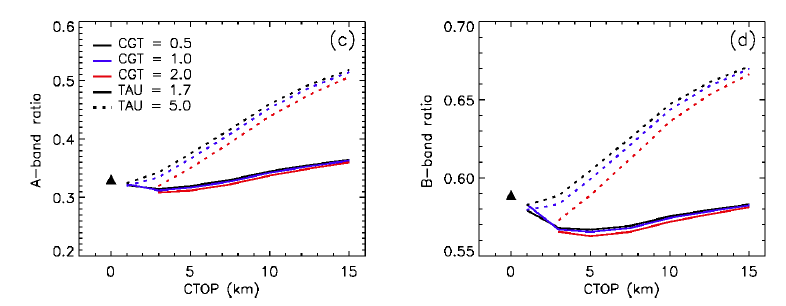 (c)
CGT = 0.5
CGT = 1.0
CGT = 2.0
TAU = 1.7
TAU = 5.0
A-band ratio
0.6
0.5
0.4
0.3
0.2
0 5 10 15
CTOP (km)
(d)
B-band ratio
0.70
0.65
0.60
0.55
0 5 10 15
CTOP (km)